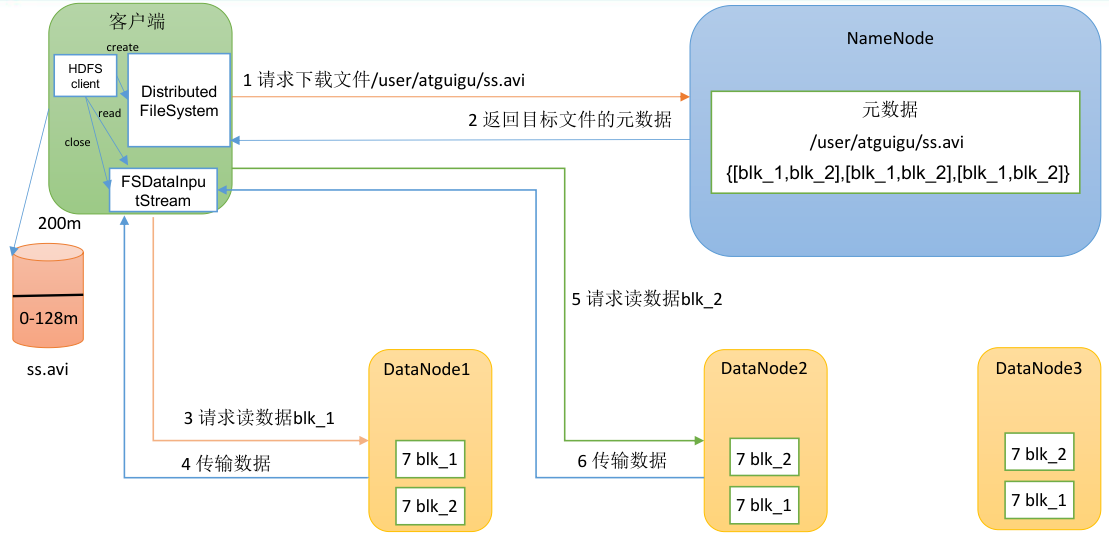 客户端
create
HDFS
client
Distributed
FileSystem
read
close
FSDataInpu
tStream
1 请求下载文件/user/atguigu/ss.avi
2 返回目标文件的元数据
NameNode
元数据
/user/atguigu/ss.avi
{[blk_1,blk_2],[blk_1,blk_2],[blk_1,blk_2]}
200m
0-128m
ss.avi
5 请求读数据blk_2
3 请求读数据blk_1
4 传输数据
6 传输数据
DataNode1
7 blk_1
7 blk_2
DataNode2
7 blk_2
7 blk_1
DataNode3
7 blk_2
7 blk_1